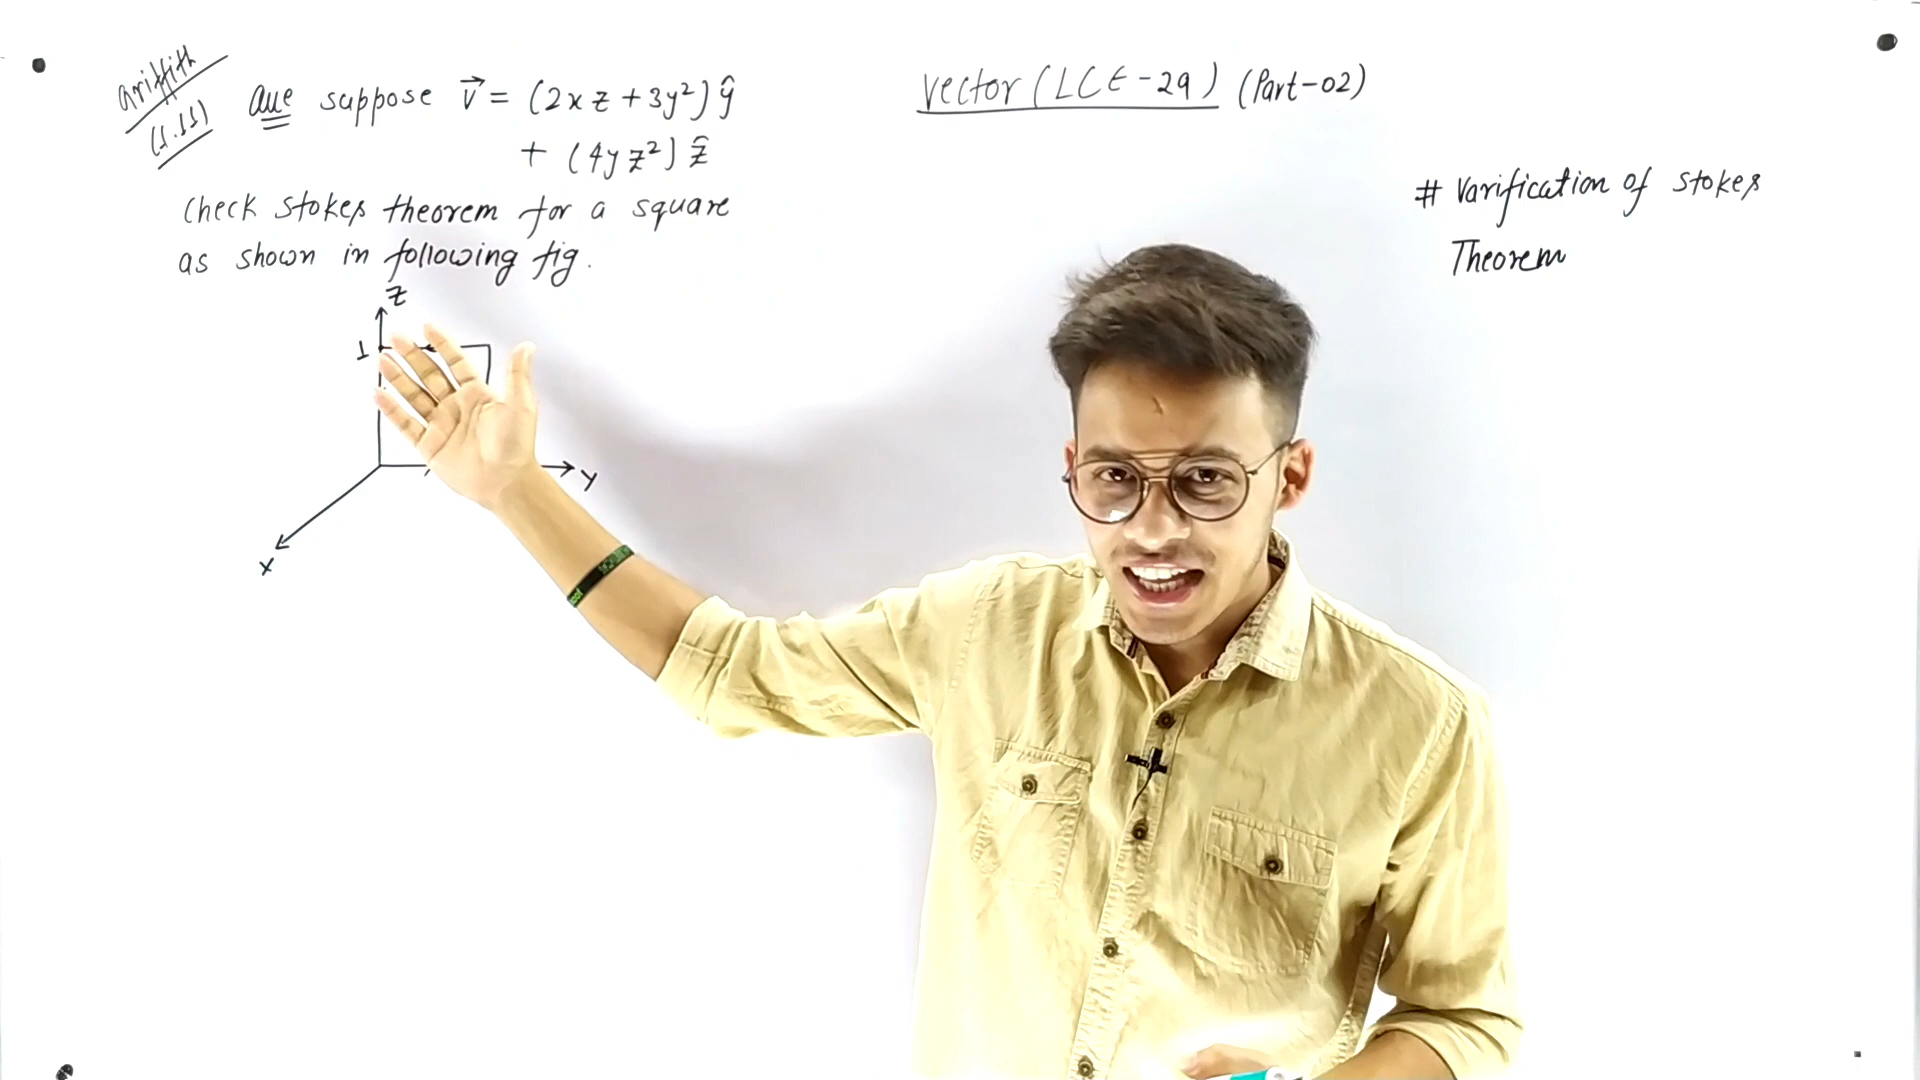 Griffith
(1.11)
Que suppose v⃗ = (2xz + 3y²) ŷ
+ (4yz²) ẑ
Check Stokes theorem for a square
as shown in following fig.
Vector (LCE-29) (Part-02)
# Varification of Stokes
Theorem
z
1
y
x